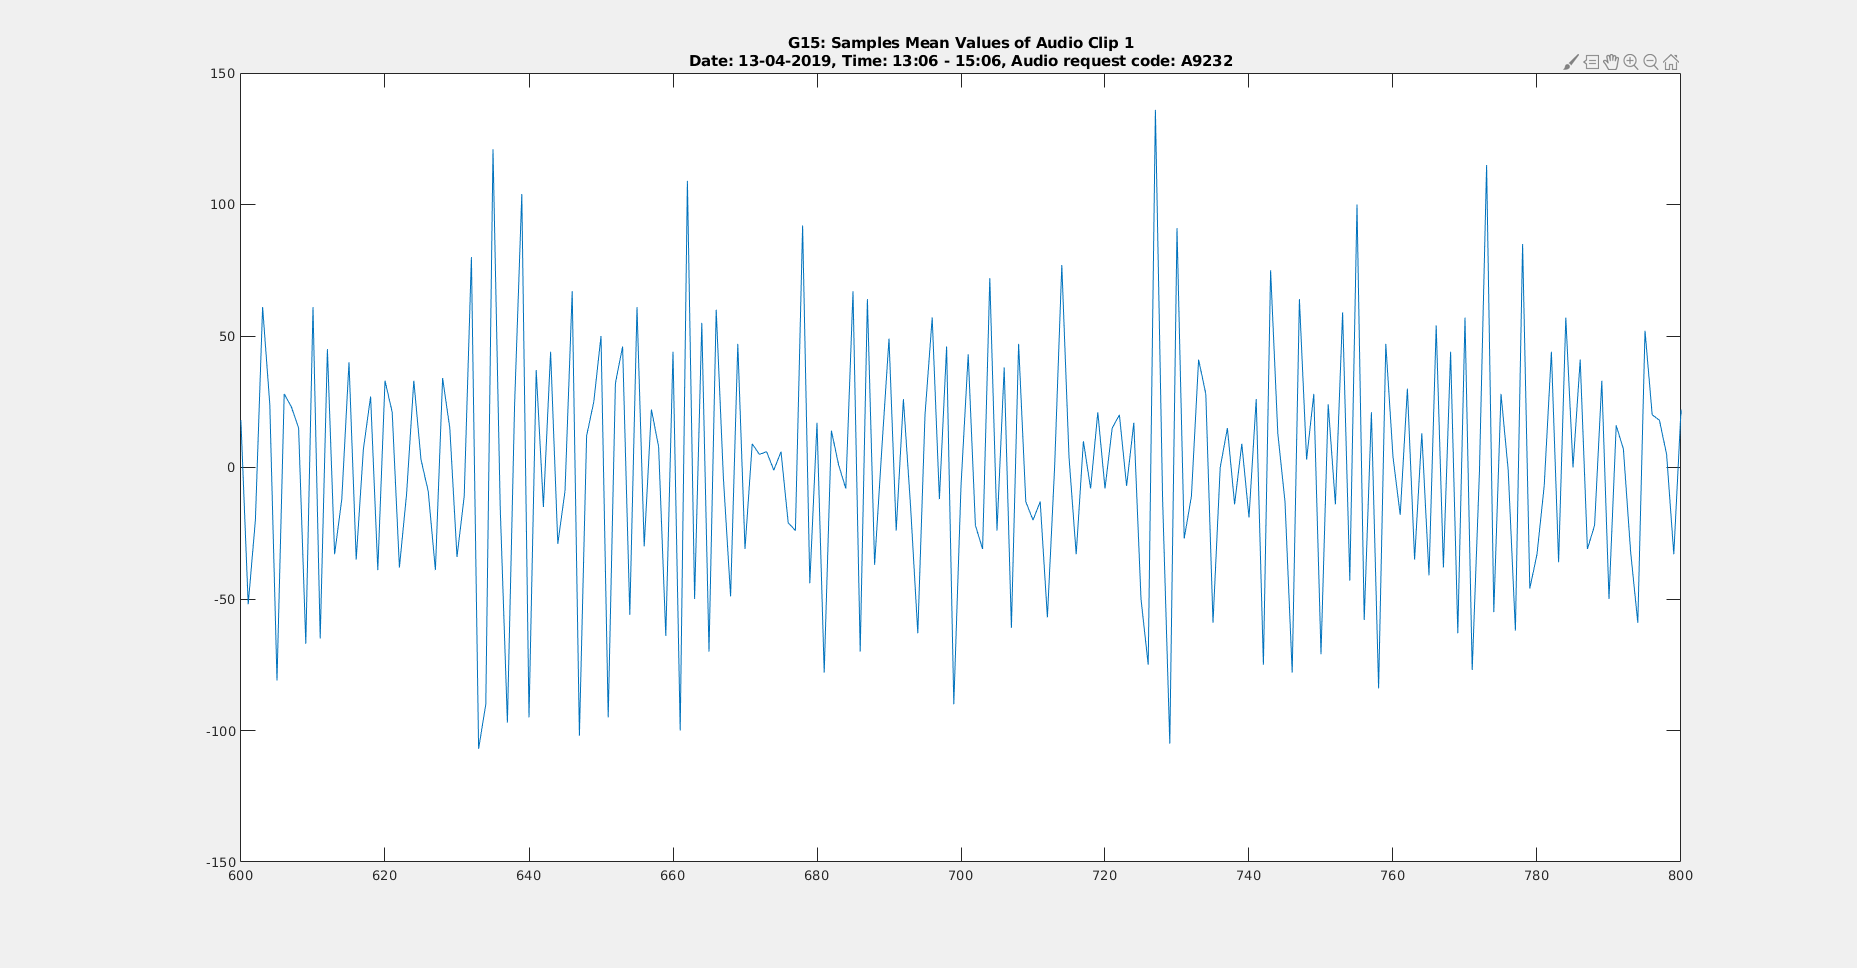 G15: Samples Mean Values of Audio Clip 1
Date: 13-04-2019, Time: 13:06 - 15:06, Audio request code: A9232
150
100
50
0
-50
-100
-150
600 620 640 660 680 700 720 740 760 780 800